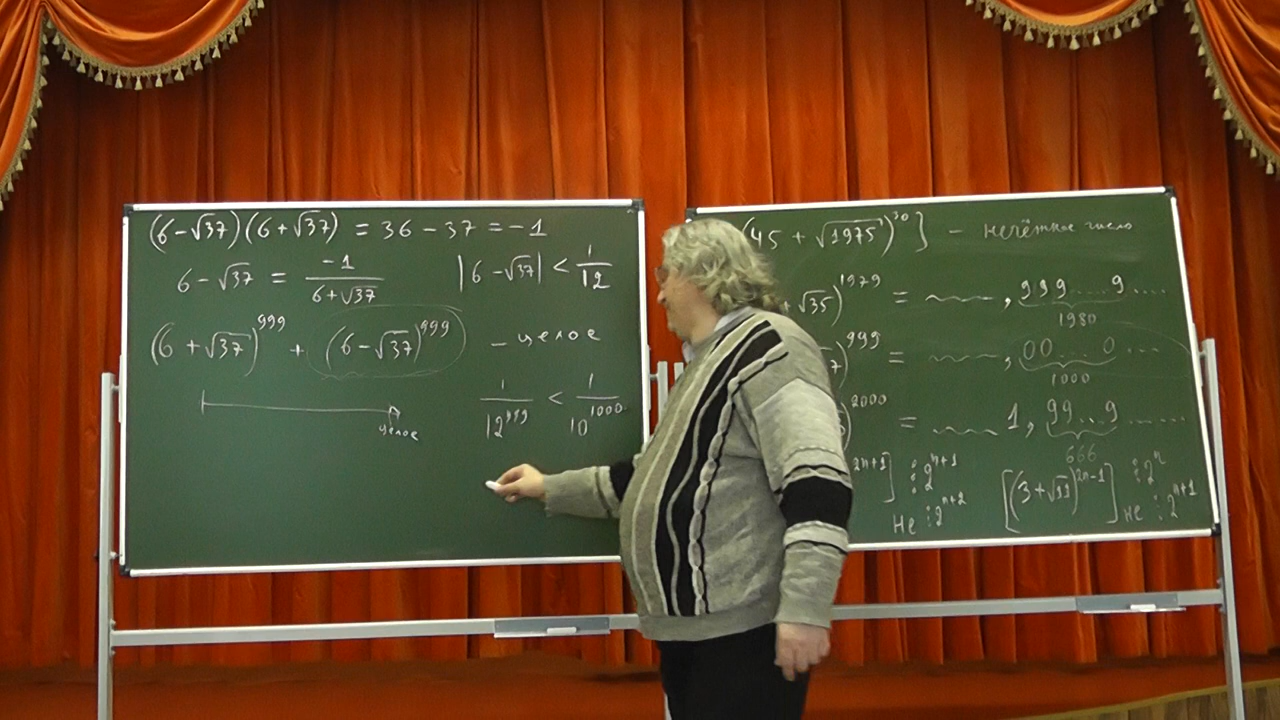 (6-√37)(6+√37) = 36-37 = -1
6-√37 = -1/(6+√37) |6-√37| < 1/12
(6+√37)^999 + (6-√37)^999 - целое
1/12^999 < 1/10^1000
целое
(45 + √1975)^30] - нечётное число
+ √35)^1979 = ~~~~, 999....9....
1980
)^999 = ~~~~, 00...0...
1000
)^2000 = ~~~~ 1, 99...9......
666
2n+1] ⋮ 2^n+1 [(3+√11)^2n-1] ⋮ 2^n
не ⋮ 2^n+2 не ⋮ 2^n+1